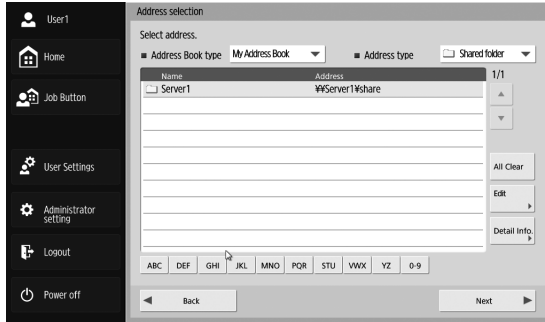 User1
Home
Job Button
User Settings
Administrator
setting
Logout
Power off
Address selection
Select address.
■ Address Book type My Address Book ▼ ■ Address type Shared folder ▼
Name Address 1/1
Server1 ¥¥Server1¥share
All Clear
Edit
Detail Info.
ABC DEF GHI JKL MNO PQR STU VWX YZ 0-9
Back Next